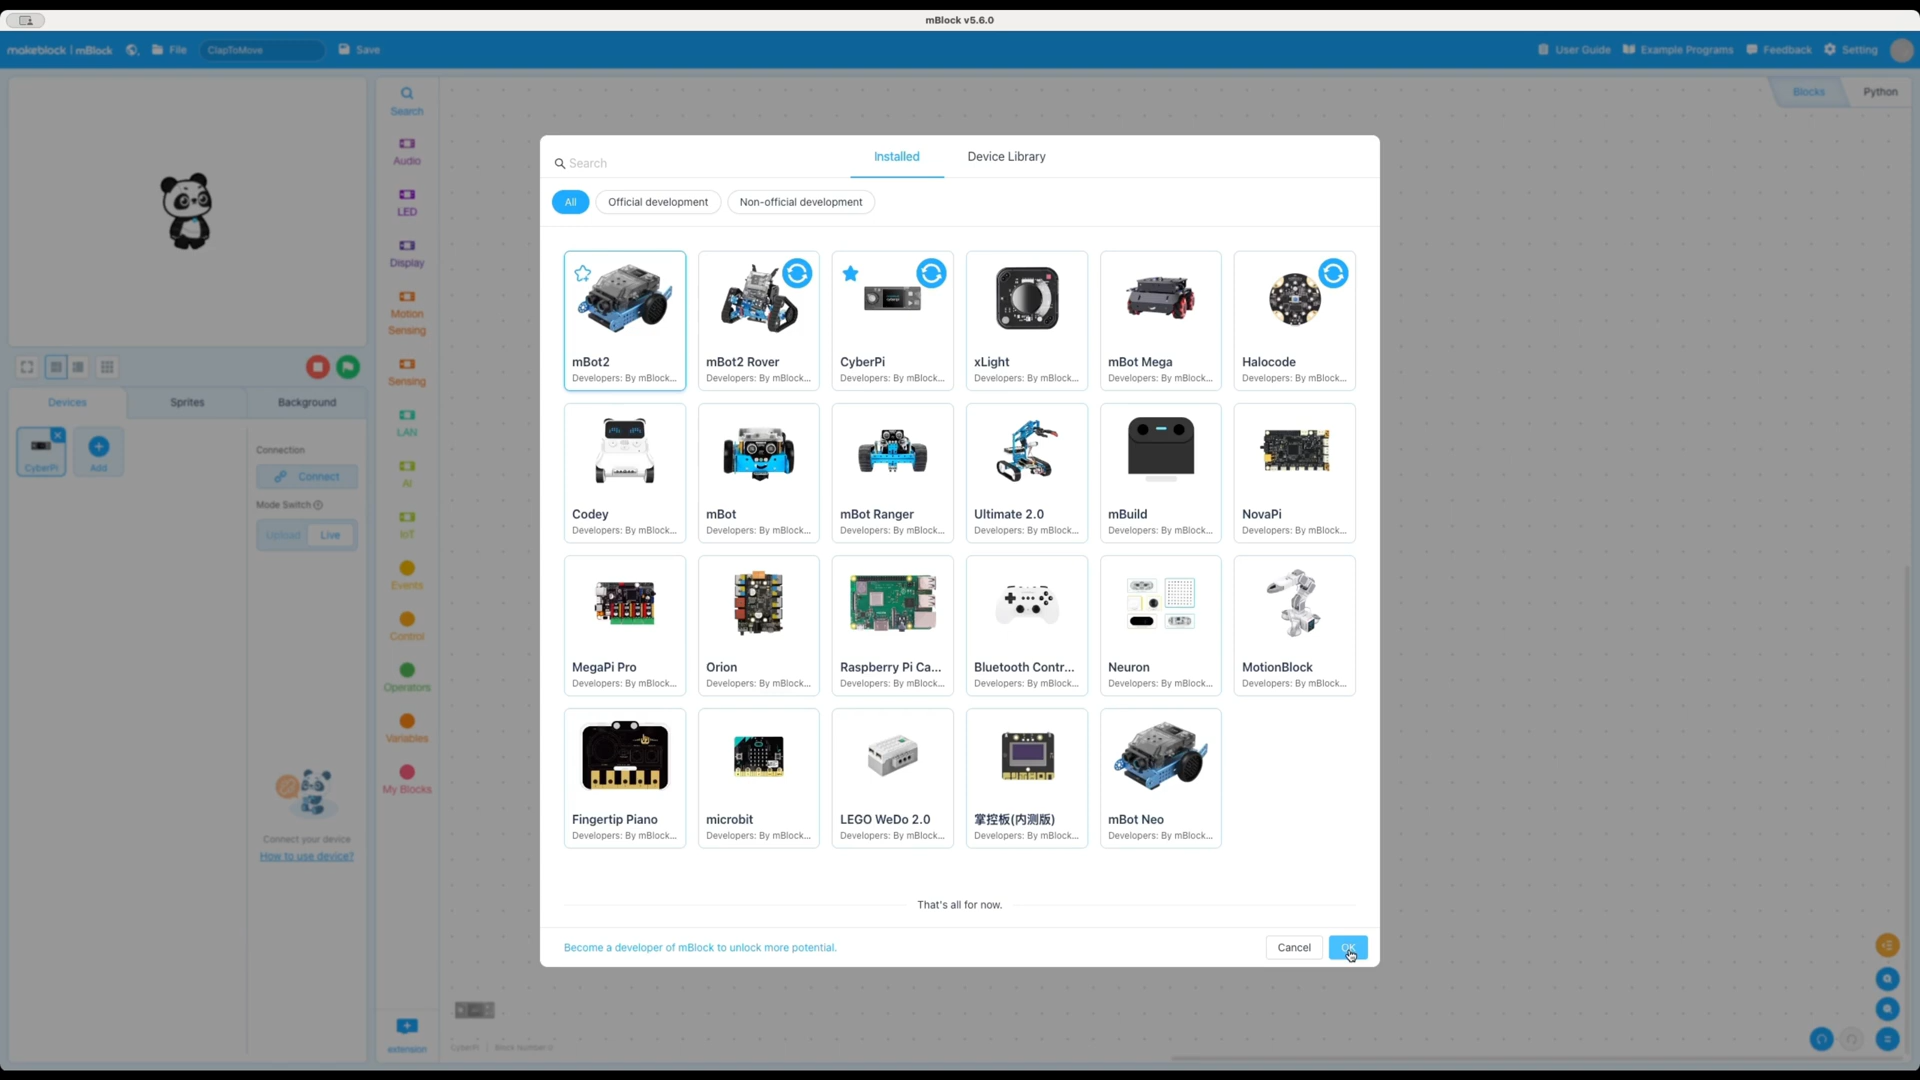 mBlock v5.6.0
makeblock | mBlock
File
ClapToMove
Save
User Guide
Example Programs
Feedback
Setting
Search
Audio
LED
Display
Motion
Sensing
Sensing
LAN
AI
IoT
Events
Control
Operators
Variables
My Blocks
extension
Blocks
Python
Devices
Sprites
Background
CyberPi
Add
Connection
Connect
Mode Switch
Upload
Live
Connect your device
How to use device?
Search
Installed
Device Library
All
Official development
Non-official development
mBot2
Developers: By mBlock...
mBot2 Rover
Developers: By mBlock...
CyberPi
Developers: By mBlock...
xLight
Developers: By mBlock...
mBot Mega
Developers: By mBlock...
Halocode
Developers: By mBlock...
Codey
Developers: By mBlock...
mBot
Developers: By mBlock...
mBot Ranger
Developers: By mBlock...
Ultimate 2.0
Developers: By mBlock...
mBuild
Developers: By mBlock...
NovaPi
Developers: By mBlock...
MegaPi Pro
Developers: By mBlock...
Orion
Developers: By mBlock...
Raspberry Pi Ca...
Developers: By mBlock...
Bluetooth Contr...
Developers: By mBlock...
Neuron
Developers: By mBlock...
MotionBlock
Developers: By mBlock...
Fingertip Piano
Developers: By mBlock...
microbit
Developers: By mBlock...
LEGO WeDo 2.0
Developers: By mBlock...
掌控板(内测版)
Developers: By mBlock...
mBot Neo
Developers: By mBlock...
That's all for now.
Become a developer of mBlock to unlock more potential.
Cancel
OK
CyberPi | Block Number